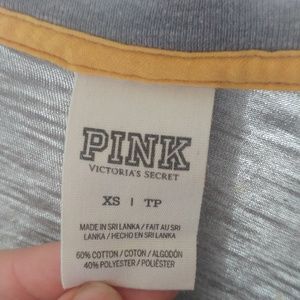 PINK
VICTORIA'S SECRET
XS | TP
MADE IN SRI LANKA / FAIT AU SRI
LANKA / HECHO EN SRI LANKA
60% COTTON / COTON / ALGODÓN
40% POLYESTER / POLIÉSTER